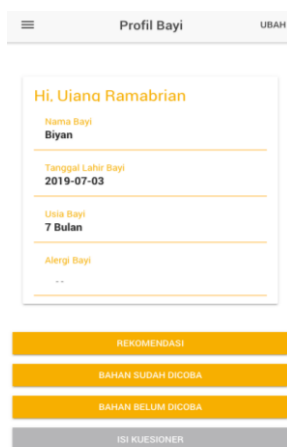 Profil Bayi
UBAH
Hi, Ujang Ramabrian
Nama Bayi
Biyan
Tanggal Lahir Bayi
2019-07-03
Usia Bayi
7 Bulan
Alergi Bayi
--
REKOMENDASI
BAHAN SUDAH DICOBA
BAHAN BELUM DICOBA
ISI KUESIONER